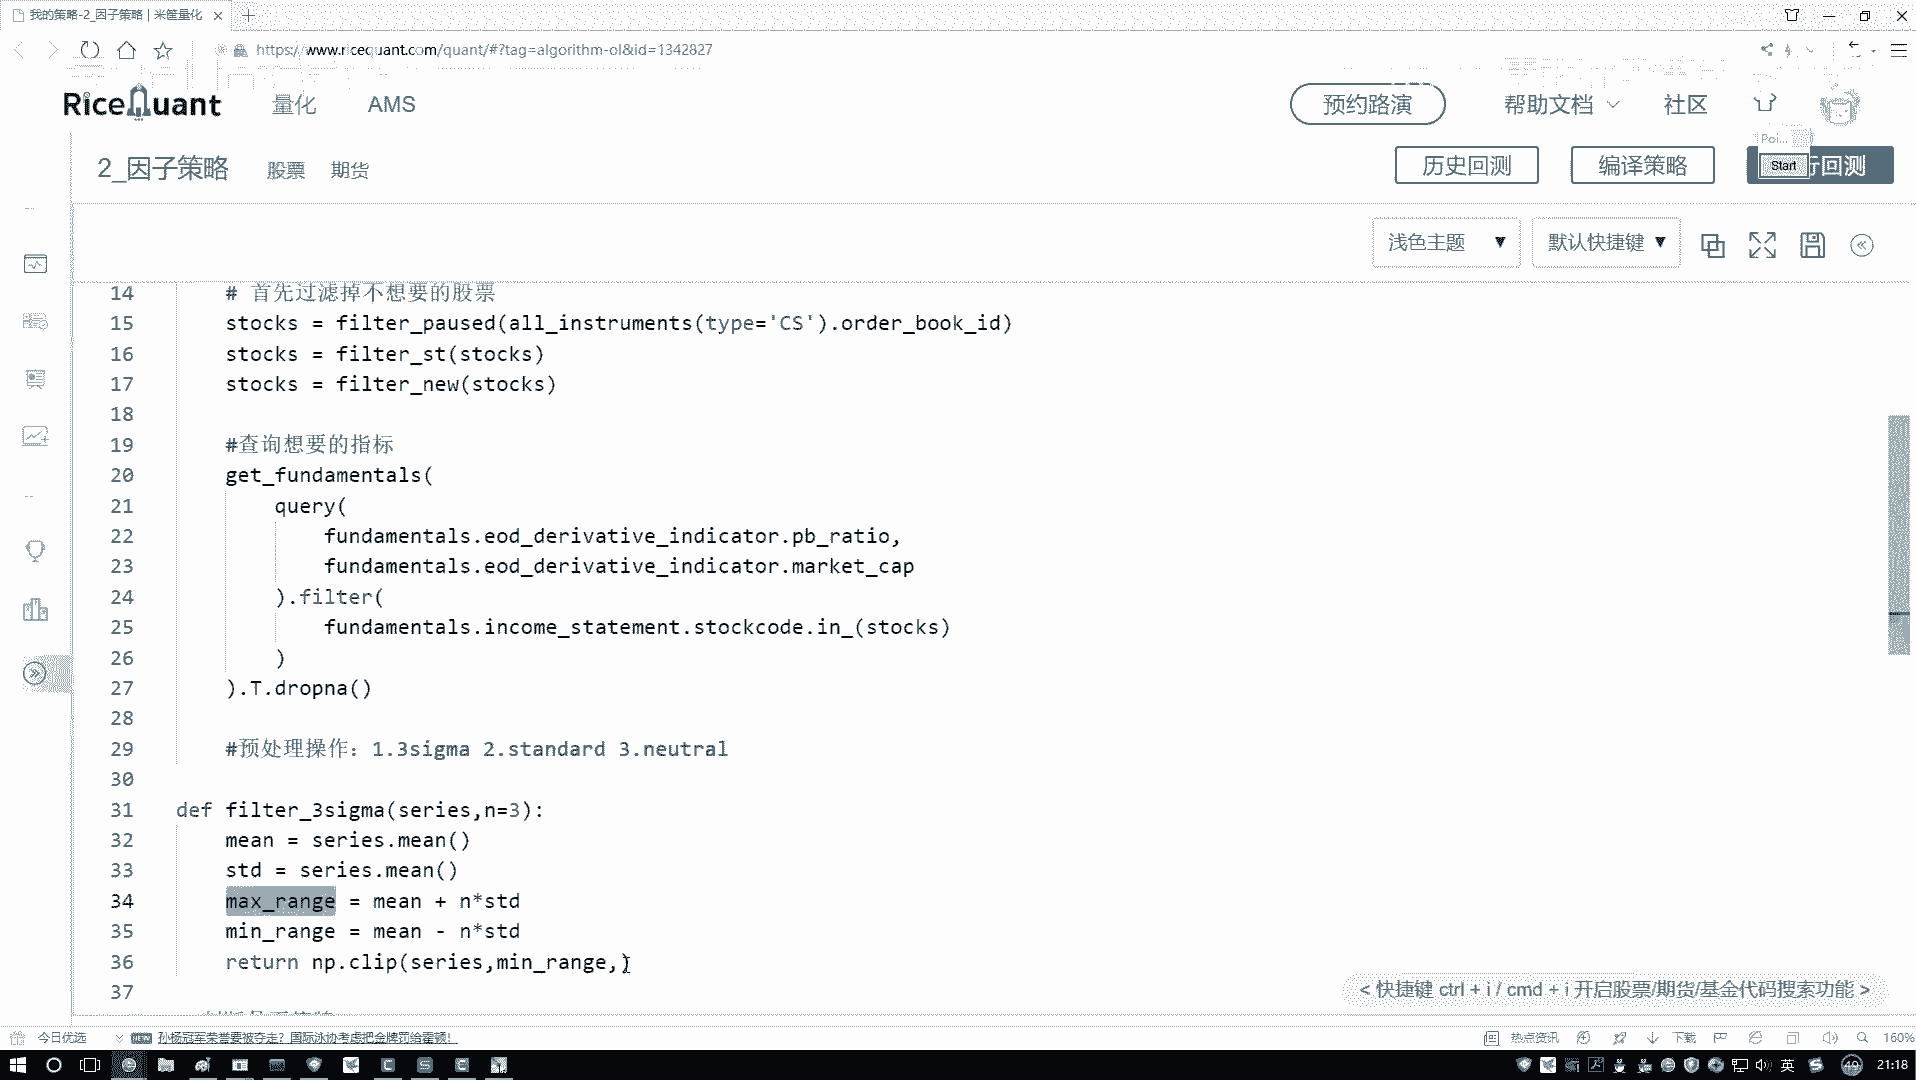 我的策略-2_因子策略 | 米筐量化
https://www.ricequant.com/quant/#?tag=algorithm-ol&id=1342827
RiceQuant 量化 AMS 预约路演 帮助文档 社区
Poi...
2_因子策略 股票 期货 历史回测 编译策略 Start 行回测
浅色主题 ▼ 默认快捷键 ▼
14 # 首先过滤掉不想要的股票
15 stocks = filter_paused(all_instruments(type='CS').order_book_id)
16 stocks = filter_st(stocks)
17 stocks = filter_new(stocks)
18
19 #查询想要的指标
20 get_fundamentals(
21 query(
22 fundamentals.eod_derivative_indicator.pb_ratio,
23 fundamentals.eod_derivative_indicator.market_cap
24 ).filter(
25 fundamentals.income_statement.stockcode.in_(stocks)
26 )
27 ).T.dropna()
28
29 #预处理操作：1.3sigma 2.standard 3.neutral
30
31 def filter_3sigma(series,n=3):
32 mean = series.mean()
33 std = series.mean()
34 max_range = mean + n*std
35 min_range = mean - n*std
36 return np.clip(series,min_range,)
37
< 快捷键 ctrl + i / cmd + i 开启股票/期货/基金代码搜索功能 >
今日优选 NEW 孙杨冠军荣誉要被夺走？国际泳协考虑把金牌罚给霍顿！ 热点资讯 下载 160%
英 49 21:18